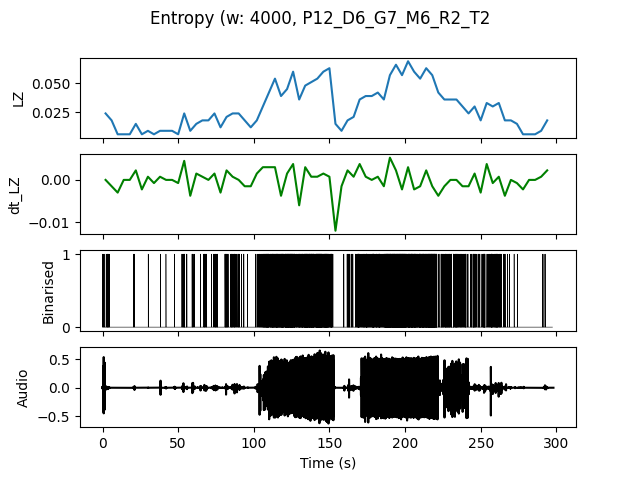 Entropy (w: 4000, P12_D6_G7_M6_R2_T2
LZ
0.050
0.025
dt_LZ
0.00
−0.01
Binarised
1
0
Audio
0.5
0.0
−0.5
0 50 100 150 200 250 300
Time (s)